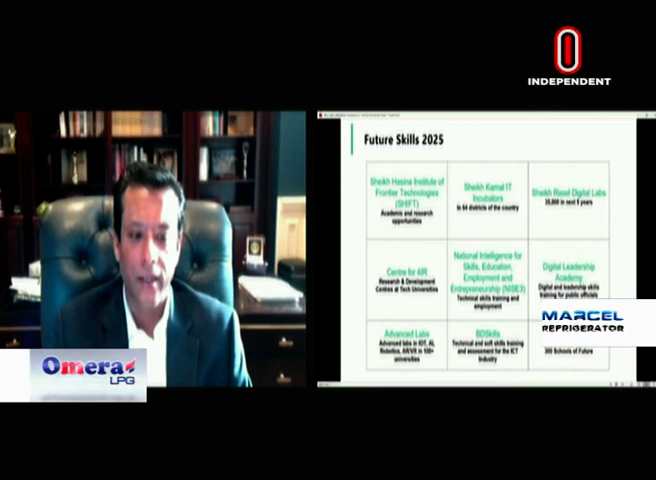 INDEPENDENT
Future Skills 2025
Sheikh Hasina Institute of
Frontier Technologies
(SHIFT)
Academic and research
opportunities
Sheikh Kamal IT
Incubators
in 64 districts of the country
Sheikh Rasel Digital Labs
35,000 in next 5 years
Centre for 4IR
Research & Development
Centres at Tech Universities
National Intelligence for
Skills, Education,
Employment and
Entrepreneurship (NISE3)
Technical skills training and
employment
Digital Leadership
Academy
Digital and leadership skills
training for public officials
MARCEL
REFRIGERATOR
Advanced Labs
Advanced labs in IOT, AI,
Robotics, AR/VR in 100+
universities
BDSkills
Technical and soft skills training
and assessment for the ICT
Industry
300 Schools of Future
Omera
LPG